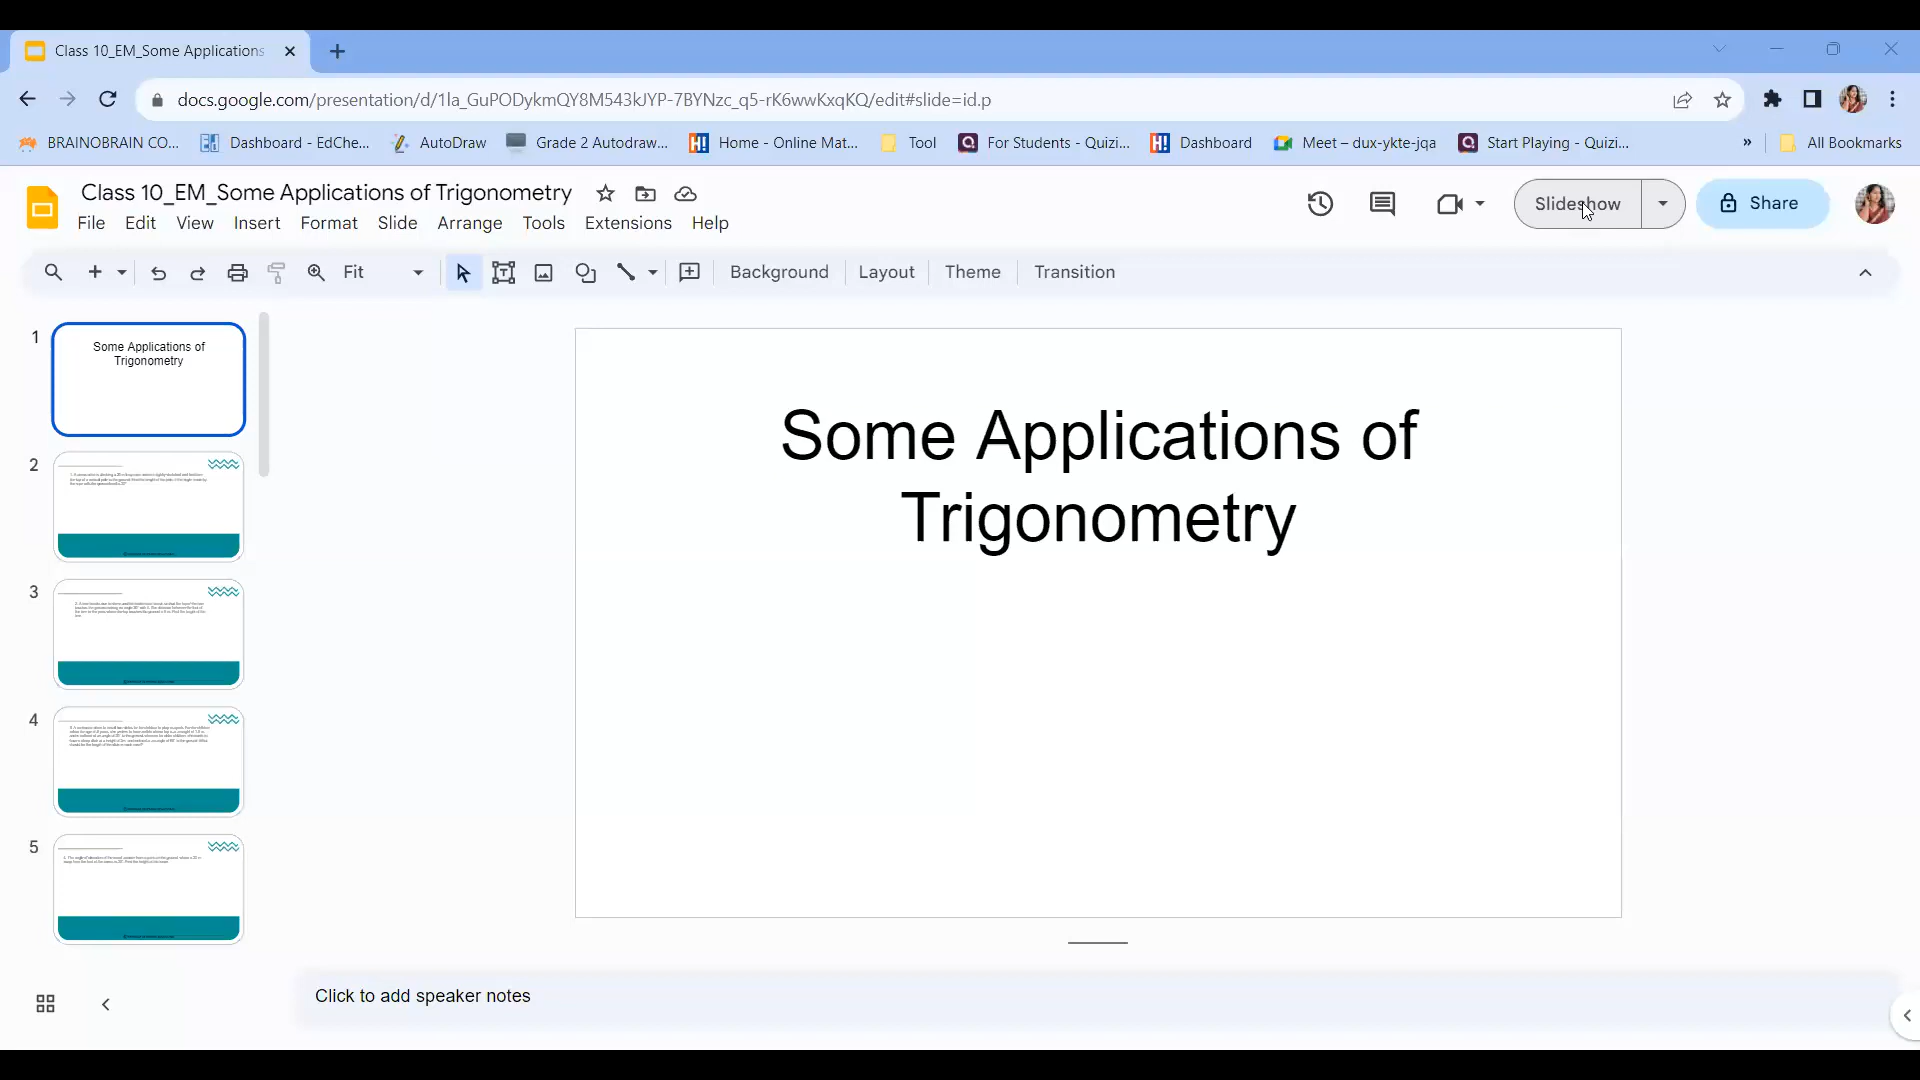 Class 10_EM_Some Applications
docs.google.com/presentation/d/1la_GuPODykmQY8M543kJYP-7BYNzc_q5-rK6wwKxqKQ/edit#slide=id.p
BRAINOBRAIN CO... Dashboard - EdChe... AutoDraw Grade 2 Autodraw... Home - Online Mat... Tool For Students - Quizi... Dashboard Meet – dux-ykte-jqa Start Playing - Quizi... » All Bookmarks
Class 10_EM_Some Applications of Trigonometry
Slideshow Share
File Edit View Insert Format Slide Arrange Tools Extensions Help
Fit Background Layout Theme Transition
1
Some Applications of
Trigonometry
2
3
4
5
Some Applications of
Trigonometry
Click to add speaker notes